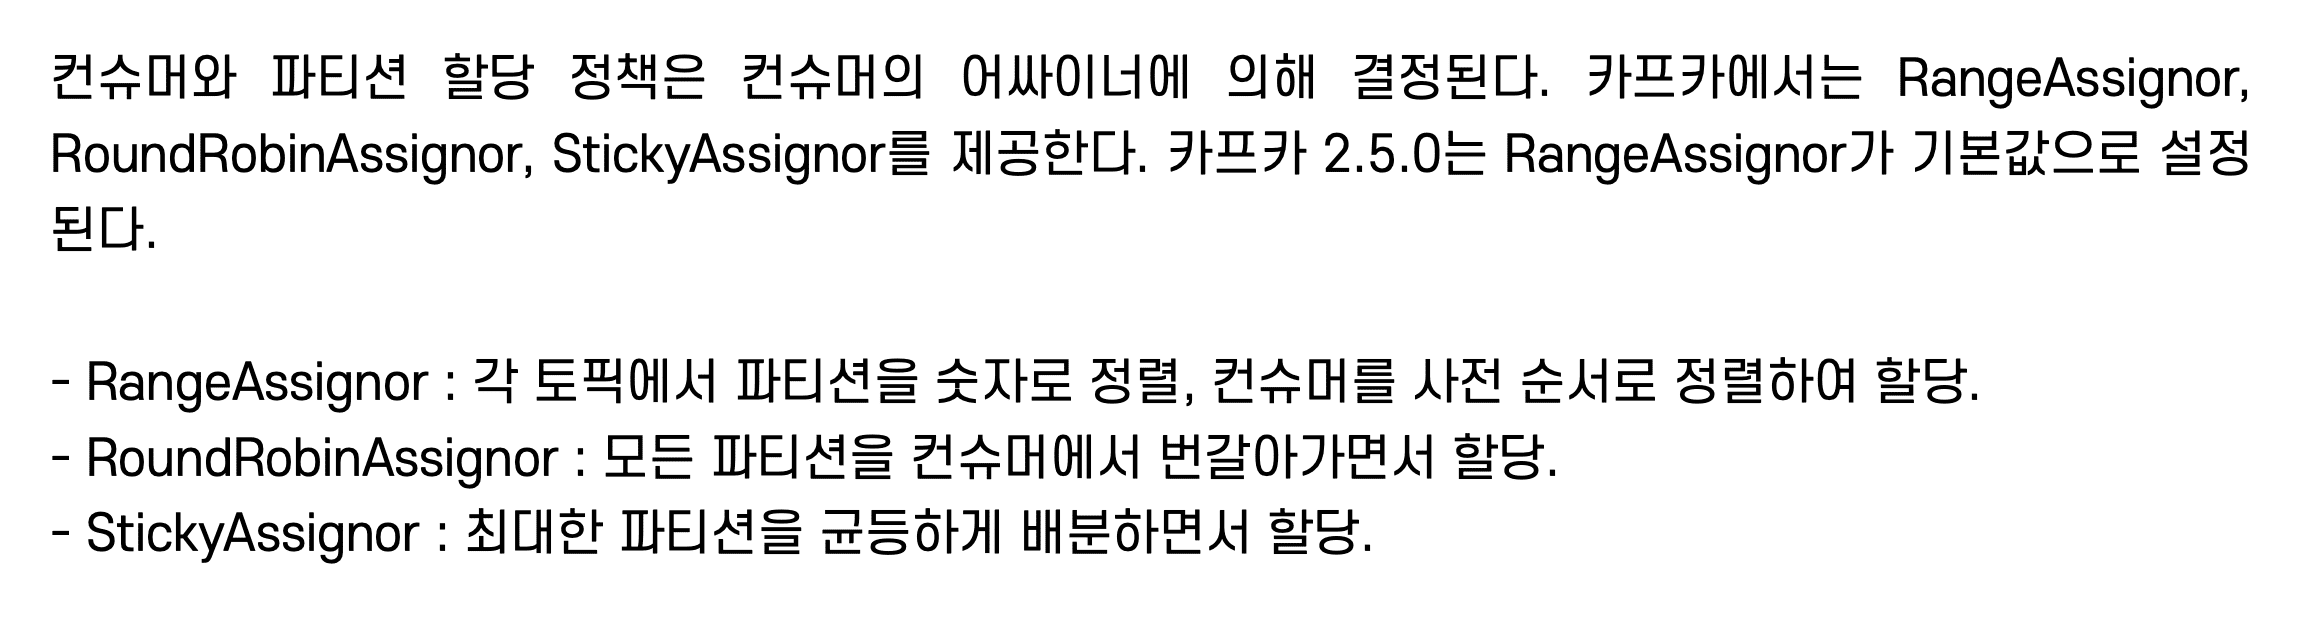 컨슈머와 파티션 할당 정책은 컨슈머의 어싸이너에 의해 결정된다. 카프카에서는 RangeAssignor,
RoundRobinAssignor, StickyAssignor를 제공한다. 카프카 2.5.0는 RangeAssignor가 기본값으로 설정
된다.
- RangeAssignor : 각 토픽에서 파티션을 숫자로 정렬, 컨슈머를 사전 순서로 정렬하여 할당.
- RoundRobinAssignor : 모든 파티션을 컨슈머에서 번갈아가면서 할당.
- StickyAssignor : 최대한 파티션을 균등하게 배분하면서 할당.